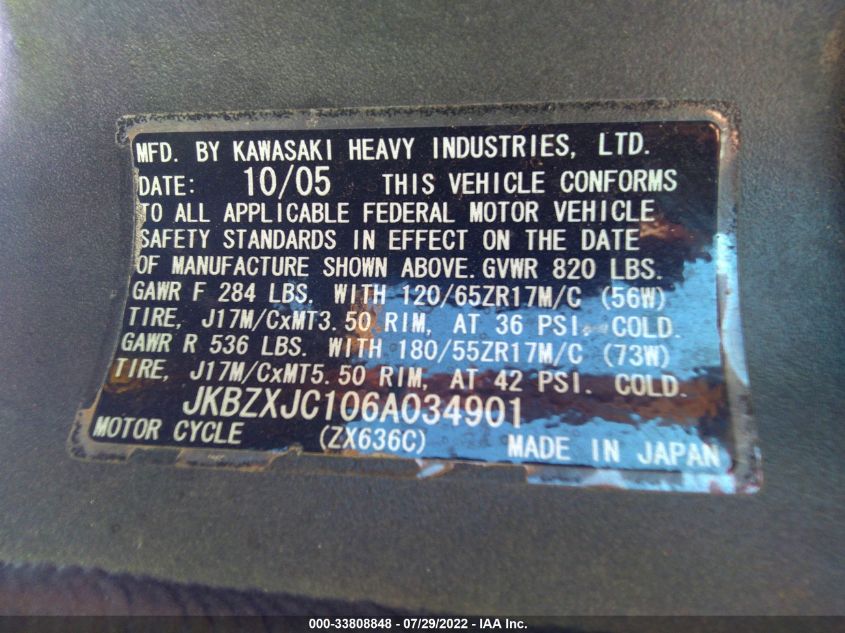 MFD. BY KAWASAKI HEAVY INDUSTRIES, LTD.
DATE: 10/05 THIS VEHICLE CONFORMS
TO ALL APPLICABLE FEDERAL MOTOR VEHICLE
SAFETY STANDARDS IN EFFECT ON THE DATE
OF MANUFACTURE SHOWN ABOVE. GVWR 820 LBS.
GAWR F 284 LBS. WITH 120/65ZR17M/C (56W)
TIRE, J17M/CxMT3.50 RIM, AT 36 PSI. COLD.
GAWR R 536 LBS. WITH 180/55ZR17M/C (73W)
TIRE, J17M/CxMT5.50 RIM, AT 42 PSI. COLD.
JKBZXJC106A034901
MOTOR CYCLE (ZX636C) MADE IN JAPAN
000-33808848 - 07/29/2022 - IAA Inc.